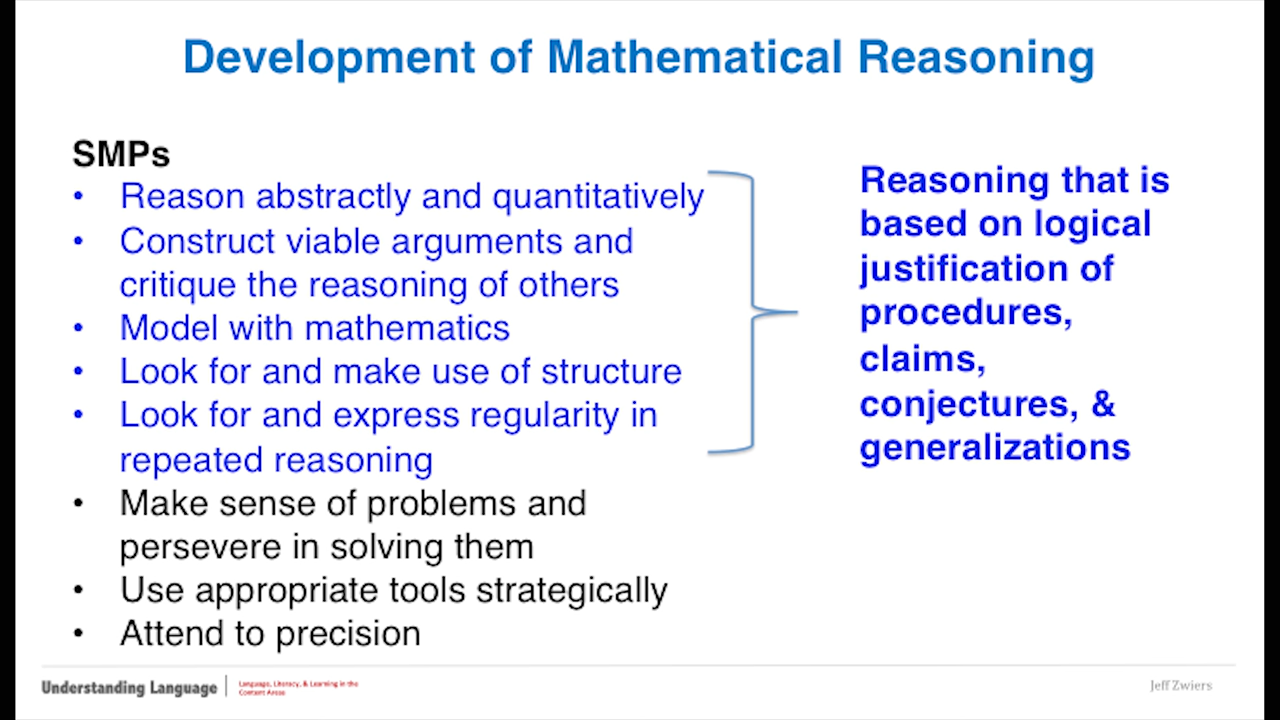 Development of Mathematical Reasoning
SMPs
• Reason abstractly and quantitatively
• Construct viable arguments and
critique the reasoning of others
• Model with mathematics
• Look for and make use of structure
• Look for and express regularity in
repeated reasoning
• Make sense of problems and
persevere in solving them
• Use appropriate tools strategically
• Attend to precision
Reasoning that is
based on logical
justification of
procedures,
claims,
conjectures, &
generalizations
Understanding Language
Language, Literacy, & Learning in the
Content Areas
Jeff Zwiers